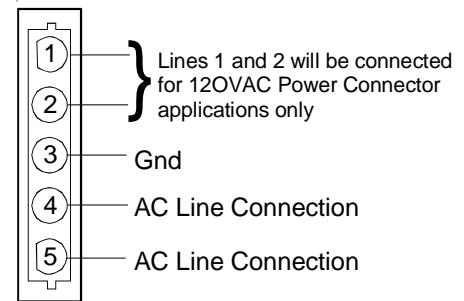 1
Lines 1 and 2 will be connected
for 12OVAC Power Connector
applications only
2
3
Gnd
4
AC Line Connection
5
AC Line Connection